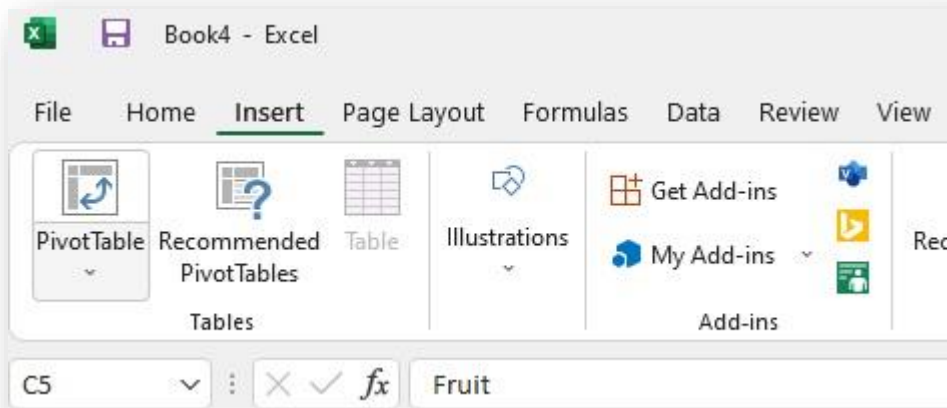 Book4 - Excel
File Home Insert Page Layout Formulas Data Review View
PivotTable
Recommended
PivotTables
Table
Illustrations
Get Add-ins
My Add-ins
Tables
Add-ins
C5
fx
Fruit